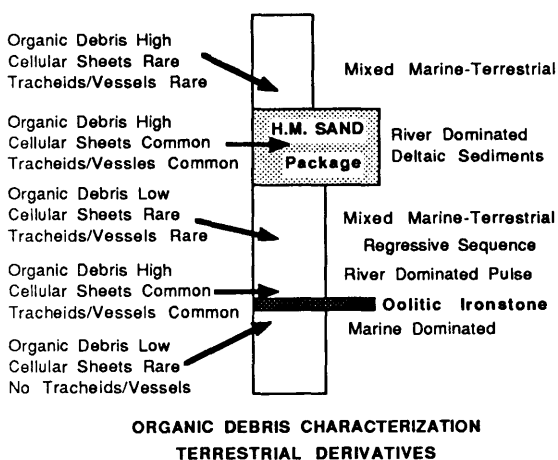 Organic Debris High
Cellular Sheets Rare
Tracheids/Vessels Rare
Mixed Marine-Terrestrial
Organic Debris High
Cellular Sheets Common
Tracheids/Vessles Common
H.M. SAND
Package
River Dominated
Deltaic Sediments
Organic Debris Low
Cellular Sheets Rare
Tracheids/Vessels Rare
Mixed Marine-Terrestrial
Regressive Sequence
Organic Debris High
Cellular Sheets Common
Tracheids/Vessels Common
River Dominated Pulse
Oolitic Ironstone
Marine Dominated
Organic Debris Low
Cellular Sheets Rare
No Tracheids/Vessels
ORGANIC DEBRIS CHARACTERIZATION
TERRESTRIAL DERIVATIVES